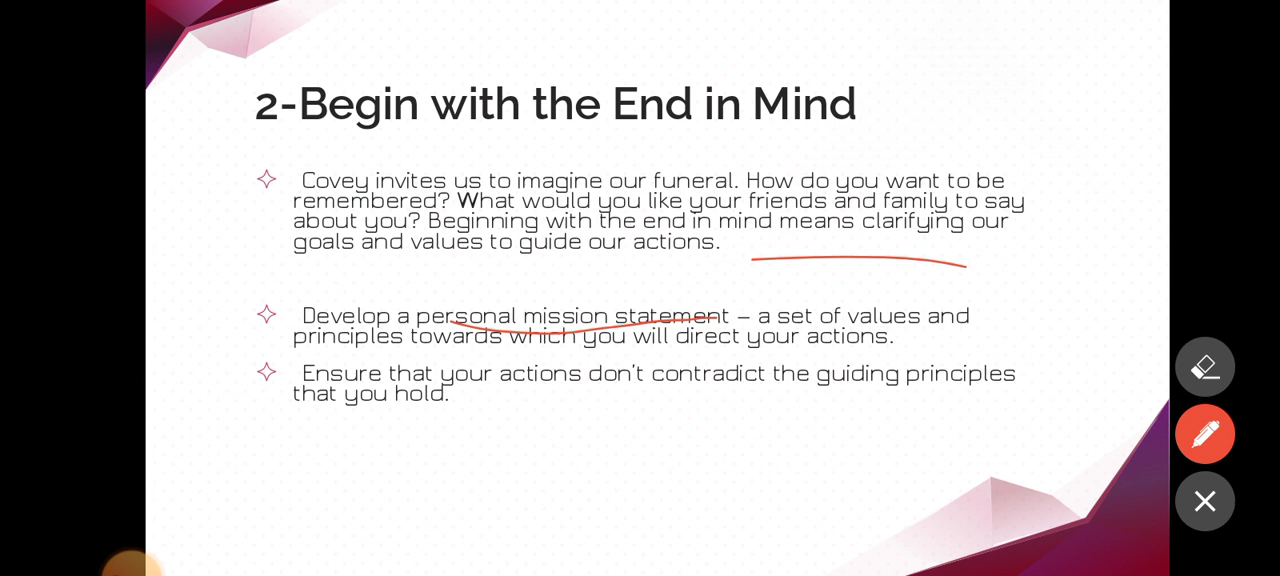 2-Begin with the End in Mind
Covey invites us to imagine our funeral. How do you want to be
remembered? What would you like your friends and family to say
about you? Beginning with the end in mind means clarifying our
goals and values to guide our actions.
Develop a personal mission statement – a set of values and
principles towards which you will direct your actions.
Ensure that your actions don't contradict the guiding principles
that you hold.